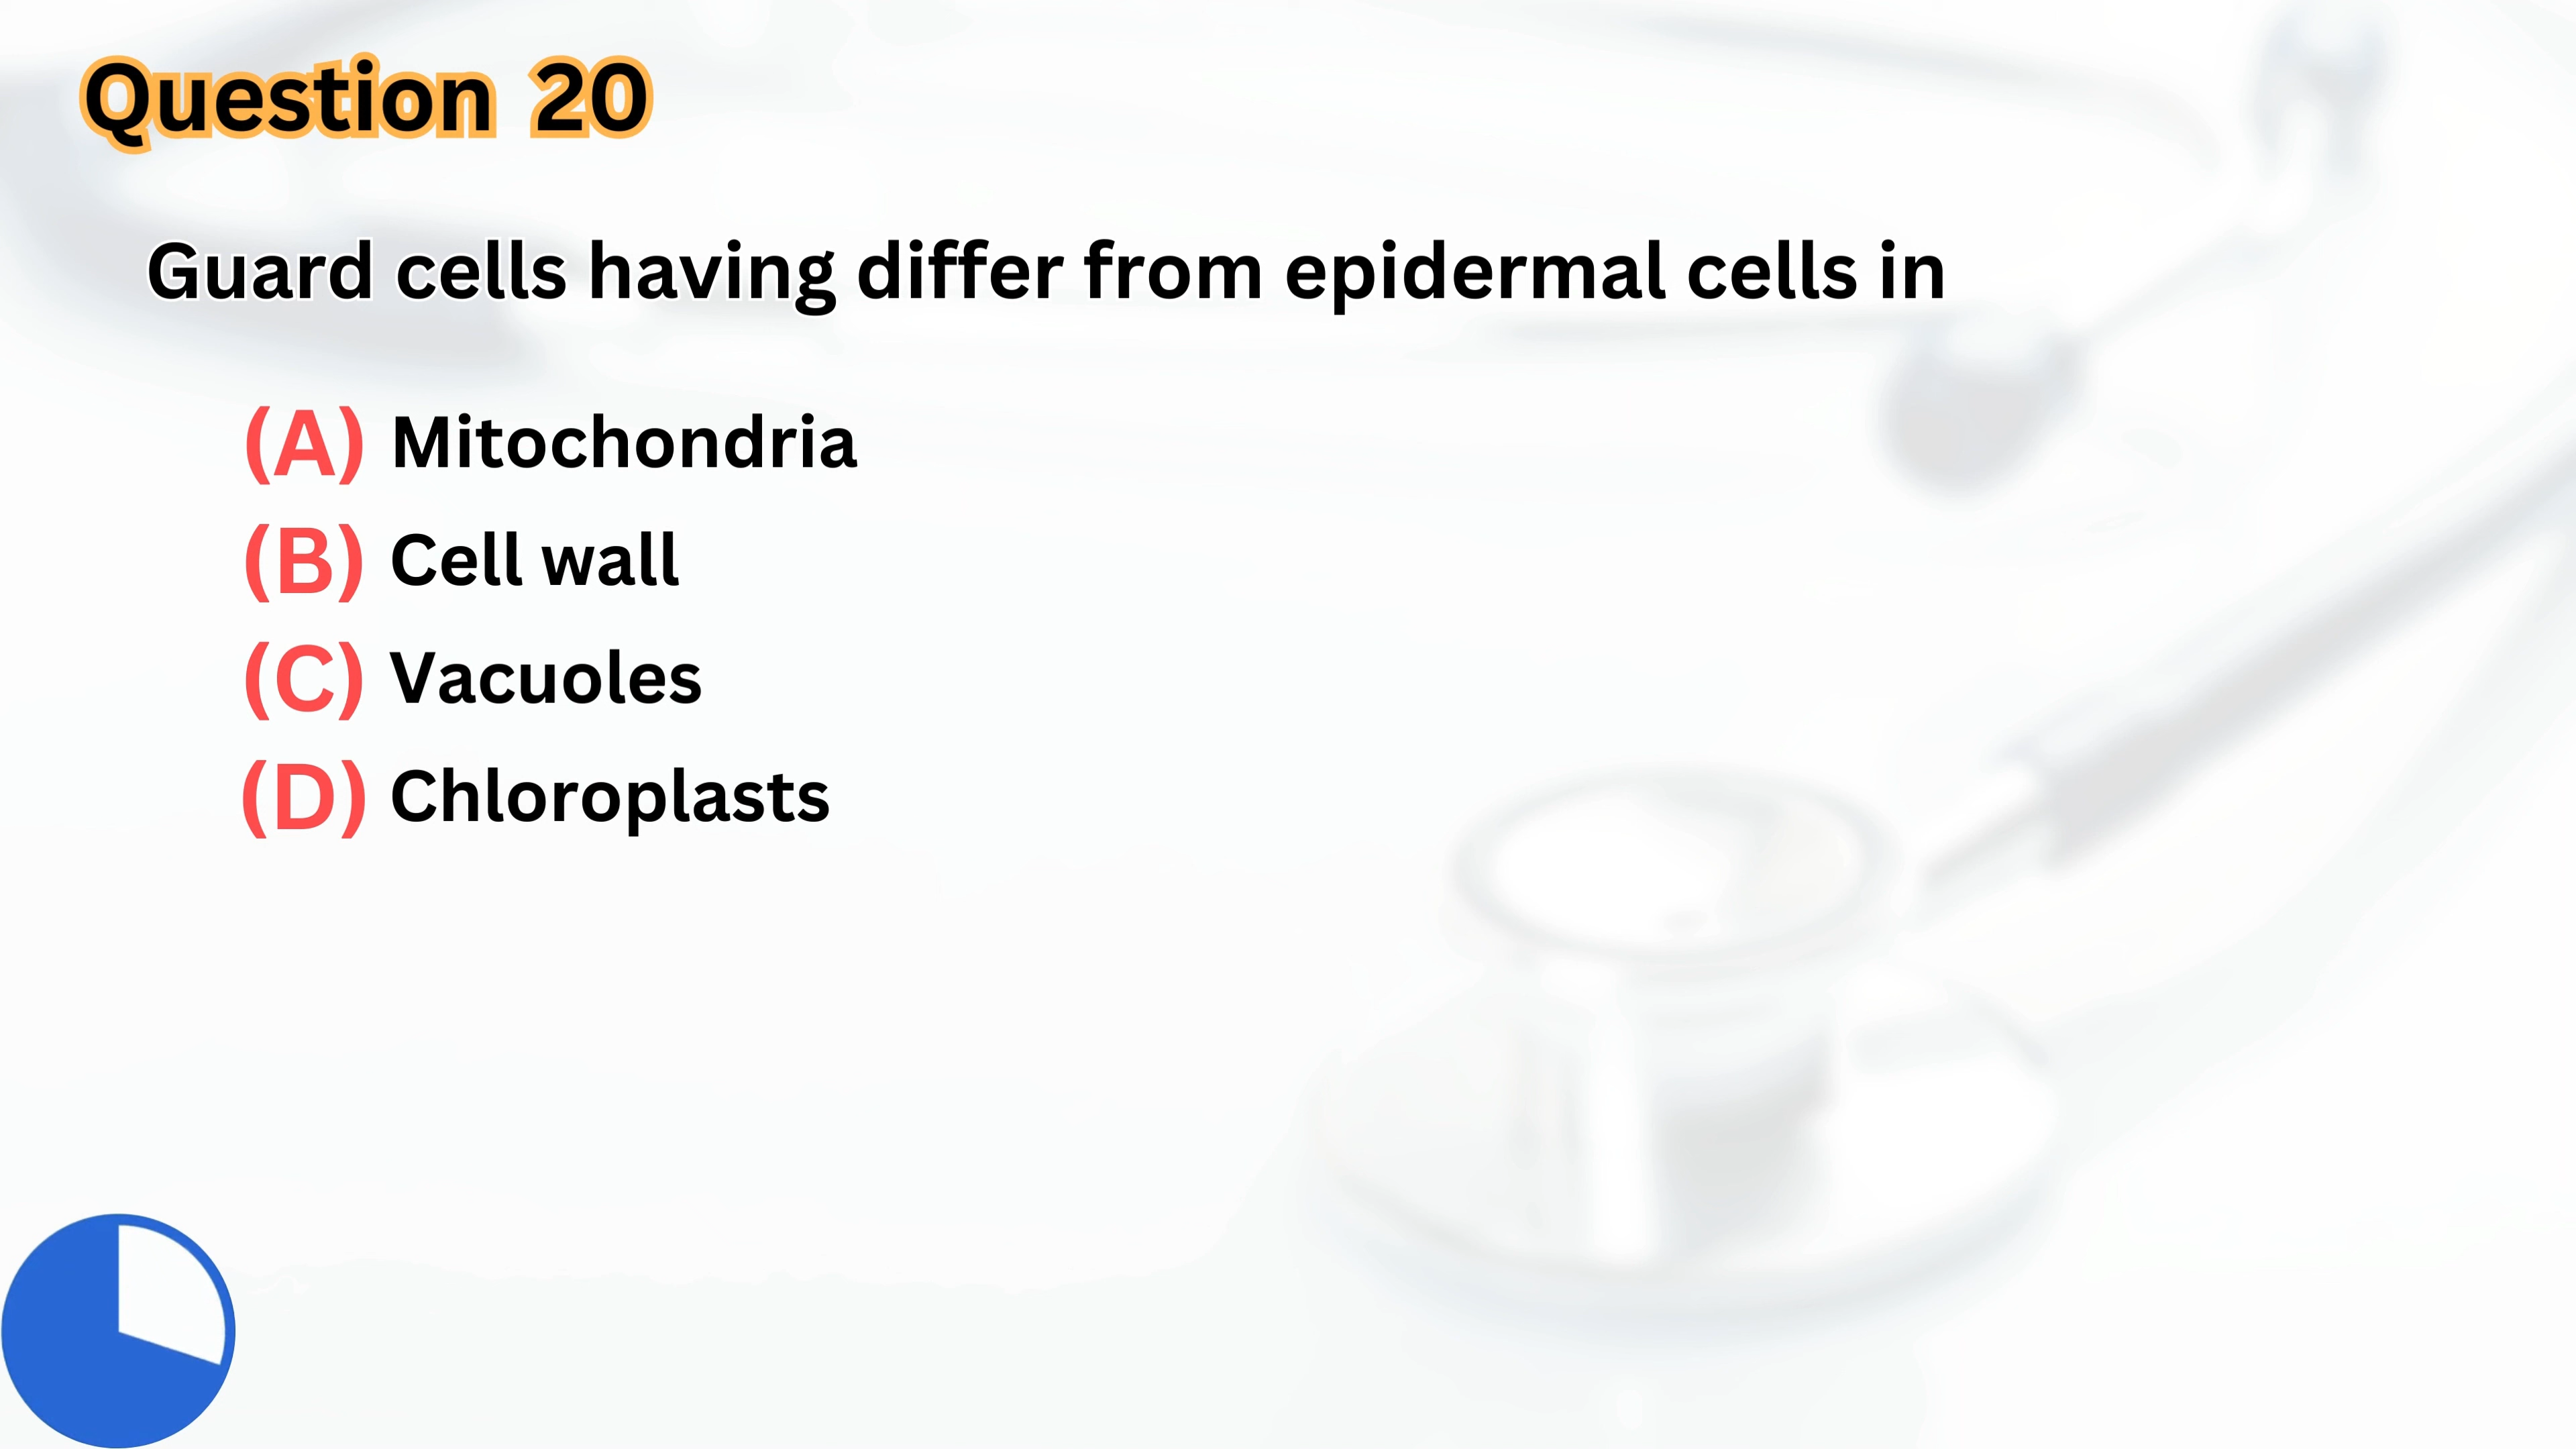 Question 20
Guard cells having differ from epidermal cells in
(A) Mitochondria
(B) Cell wall
(C) Vacuoles
(D) Chloroplasts